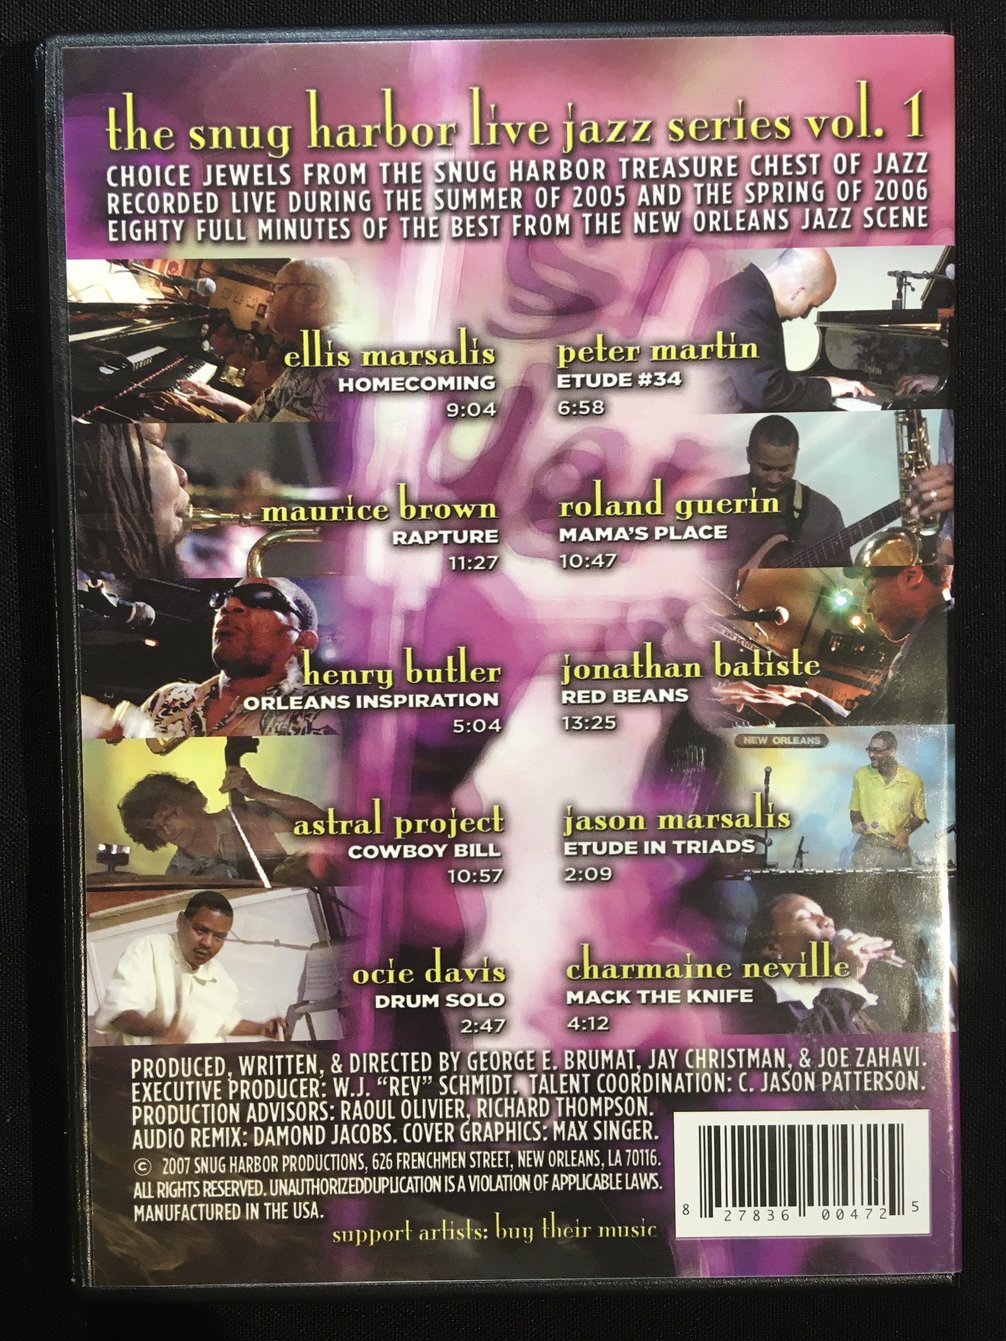 the snug harbor live jazz series vol. 1
CHOICE JEWELS FROM THE SNUG HARBOR TREASURE CHEST OF JAZZ
RECORDED LIVE DURING THE SUMMER OF 2005 AND THE SPRING OF 2006
EIGHTY FULL MINUTES OF THE BEST FROM THE NEW ORLEANS JAZZ SCENE
ellis marsalis
HOMECOMING
9:04
peter martin
ETUDE #34
6:58
maurice brown
RAPTURE
11:27
roland guerin
MAMA'S PLACE
10:47
henry butler
ORLEANS INSPIRATION
5:04
jonathan batiste
RED BEANS
13:25
astral project
COWBOY BILL
10:57
NEW ORLEANS
jason marsalis
ETUDE IN TRIADS
2:09
ocie davis
DRUM SOLO
2:47
charmaine neville
MACK THE KNIFE
4:12
PRODUCED, WRITTEN, & DIRECTED BY GEORGE E. BRUMAT, JAY CHRISTMAN, & JOE ZAHAVI.
EXECUTIVE PRODUCER: W.J. "REV" SCHMIDT. TALENT COORDINATION: C. JASON PATTERSON.
PRODUCTION ADVISORS: RAOUL OLIVIER, RICHARD THOMPSON.
AUDIO REMIX: DAMOND JACOBS. COVER GRAPHICS: MAX SINGER.
© 2007 SNUG HARBOR PRODUCTIONS, 626 FRENCHMEN STREET, NEW ORLEANS, LA 70116.
ALL RIGHTS RESERVED. UNAUTHORIZEDDUPLICATION IS A VIOLATION OF APPLICABLE LAWS.
MANUFACTURED IN THE USA.
support artists: buy their music
8 27836 00472 5